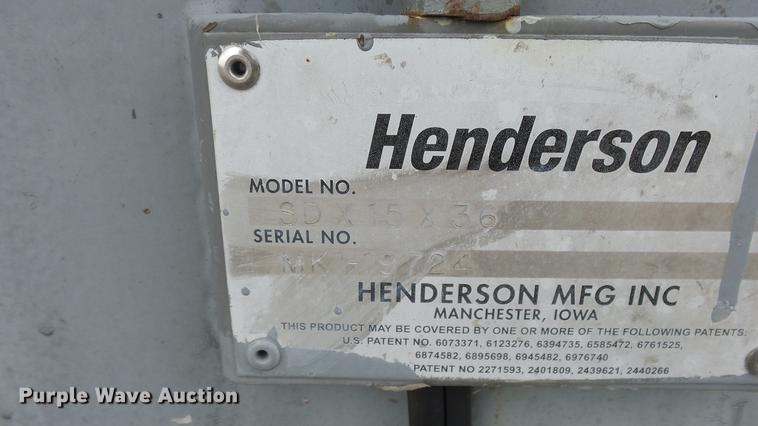 Henderson
MODEL NO.
SD X 15 X 36
SERIAL NO.
HENDERSON MFG INC
MANCHESTER, IOWA
THIS PRODUCT MAY BE COVERED BY ONE OR MORE OF THE FOLLOWING PATENTS:
U.S. PATENT NO. 6073371, 6123276, 6394735, 6585472, 6761525,
6874582, 6895698, 6945482, 6976740
PATENT NO 2271593, 2401809, 2439621, 2440266
Purple Wave Auction